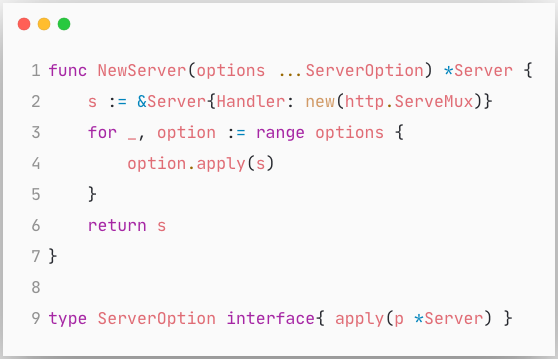 1 func NewServer(options ...ServerOption) *Server {
2     s := &Server{Handler: new(http.ServeMux)}
3     for _, option := range options {
4         option.apply(s)
5     }
6     return s
7 }
8
9 type ServerOption interface{ apply(p *Server) }